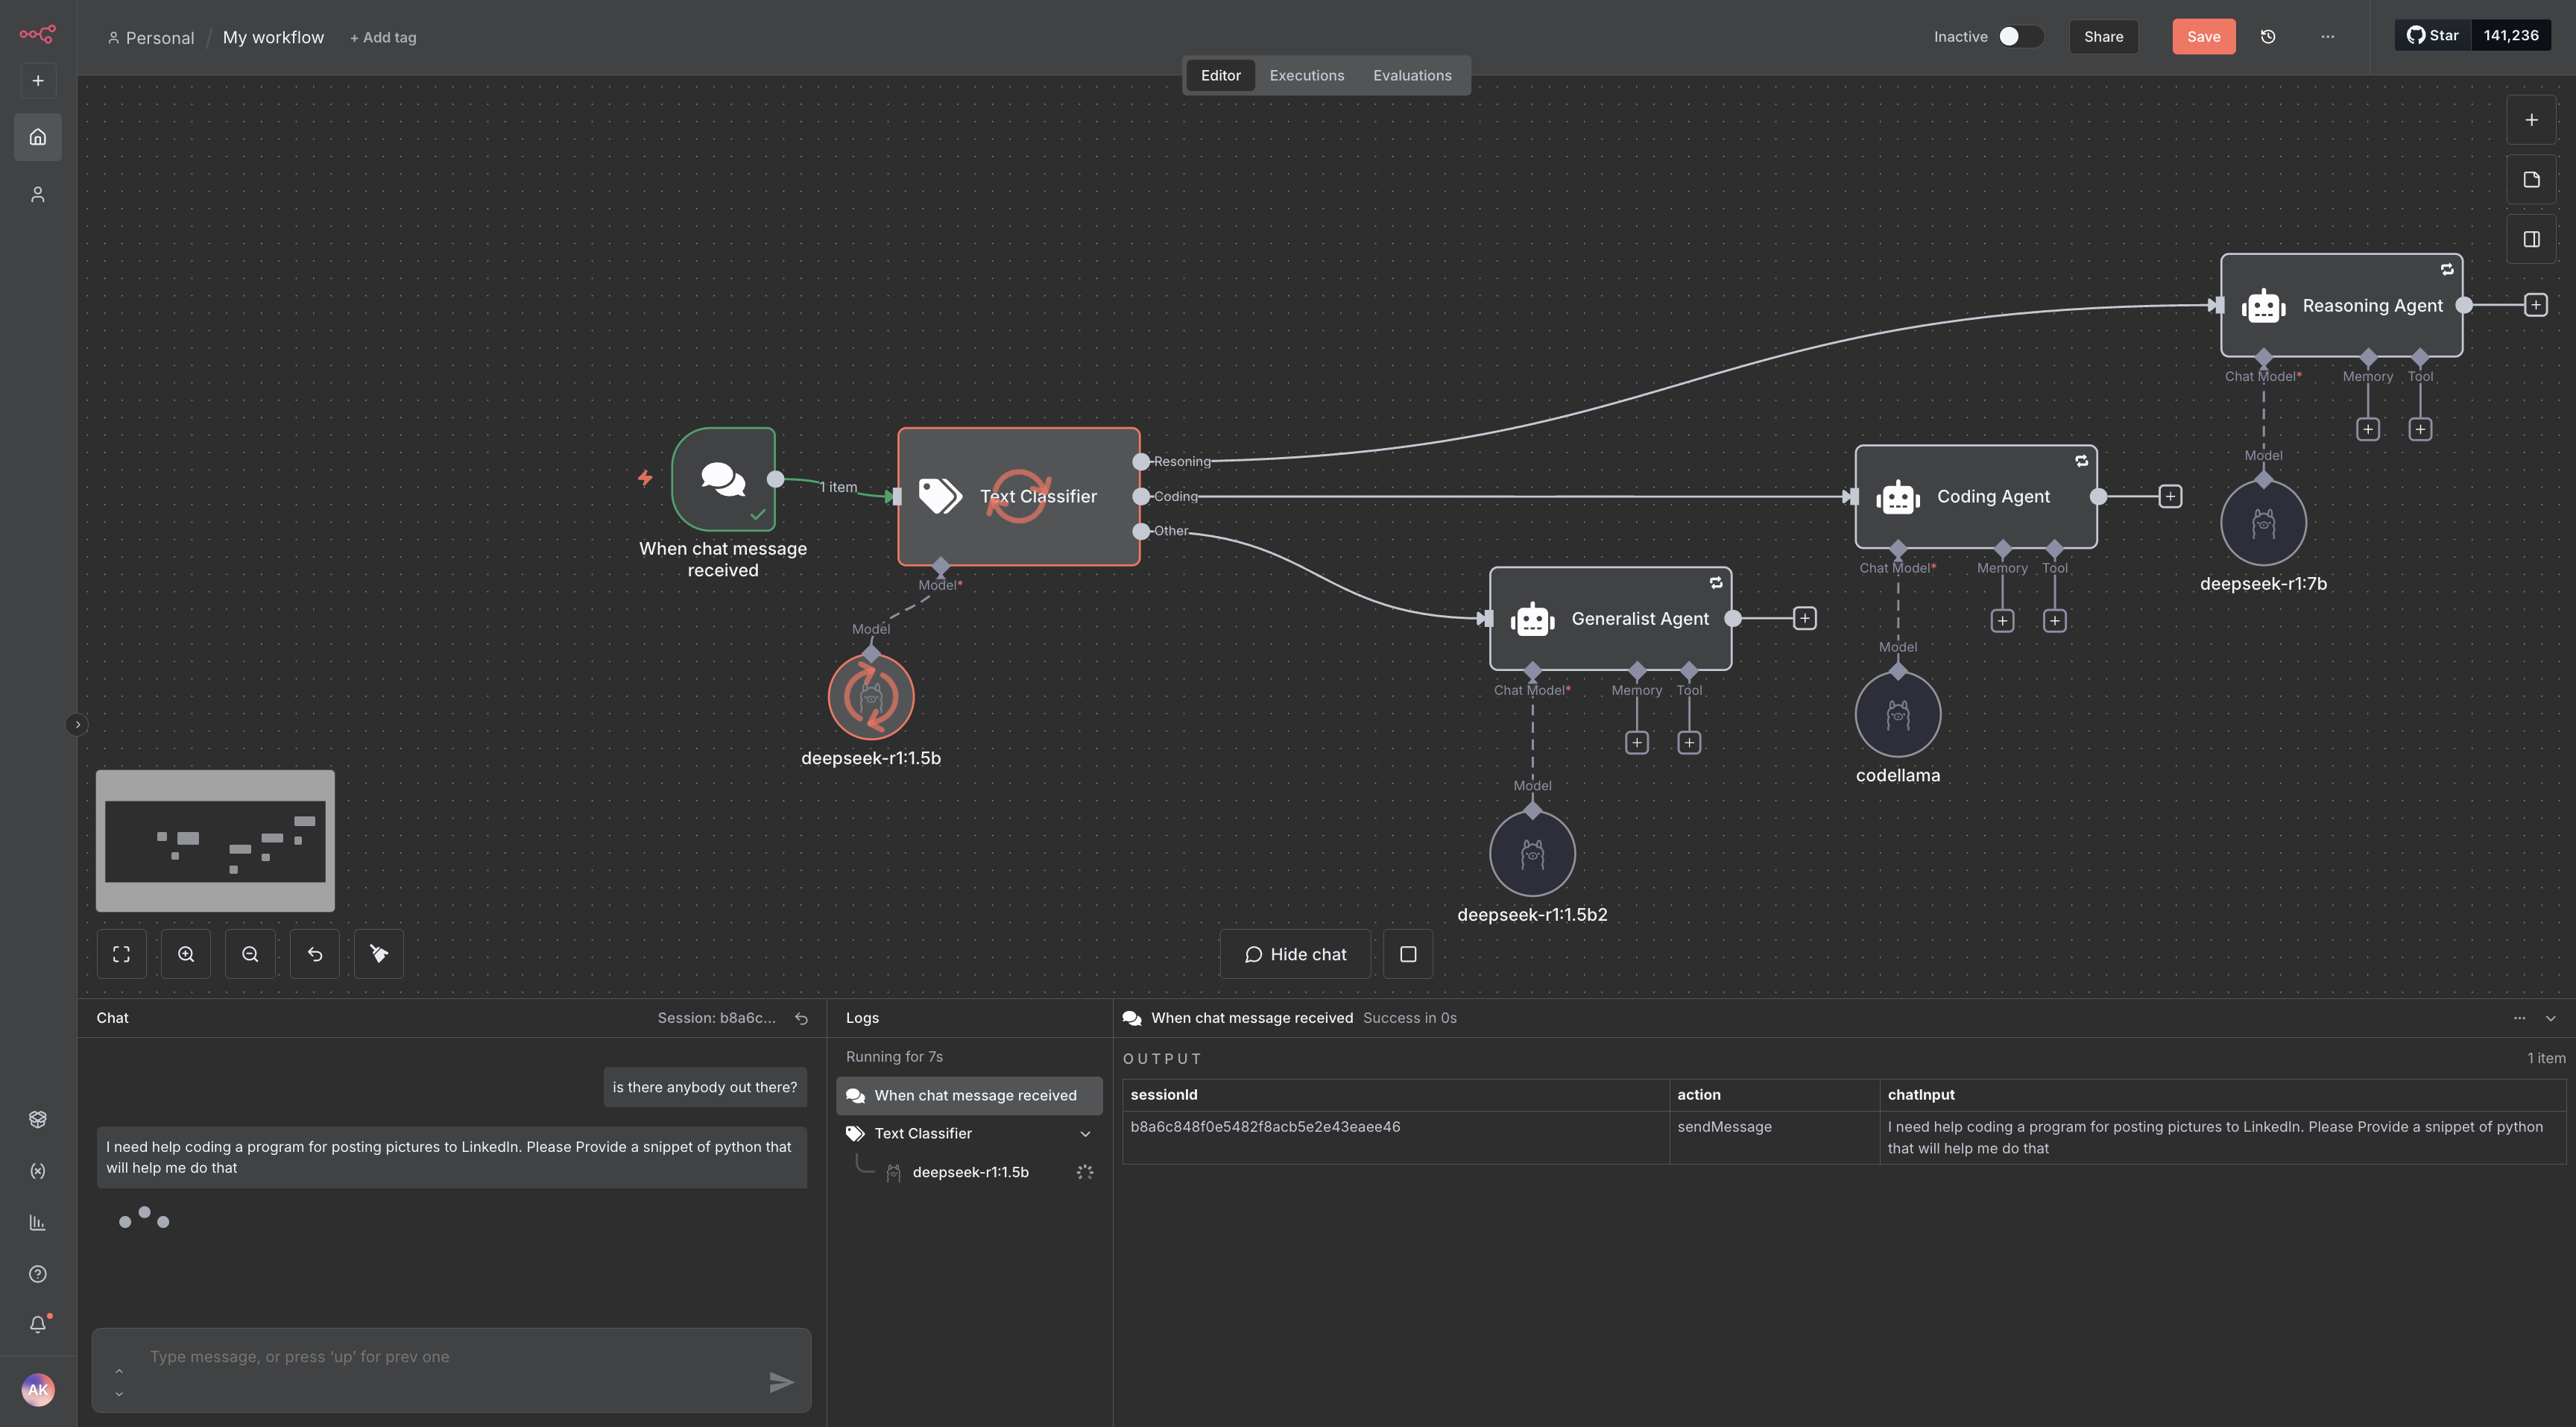 Personal / My workflow + Add tag
Inactive Share Save ... Star 141,236
Editor Executions Evaluations
Reasoning Agent
Chat Model* Memory Tool
Model
deepseek-r1:7b
1 item
Text Classifier
Resoning
Coding
Other
When chat message
received
Model*
Model
deepseek-r1:1.5b
Coding Agent
Chat Model* Memory Tool
Model
codellama
Generalist Agent
Chat Model* Memory Tool
Model
deepseek-r1:1.5b2
Hide chat
Chat Session: b8a6c...
is there anybody out there?
I need help coding a program for posting pictures to LinkedIn. Please Provide a snippet of python that
will help me do that
Type message, or press ‘up’ for prev one
AK
Logs
Running for 7s
When chat message received
Text Classifier
deepseek-r1:1.5b
When chat message received Success in 0s
OUTPUT 1 item
sessionId action chatInput
b8a6c848f0e5482f8acb5e2e43eaee46 sendMessage I need help coding a program for posting pictures to LinkedIn. Please Provide a snippet of python
that will help me do that